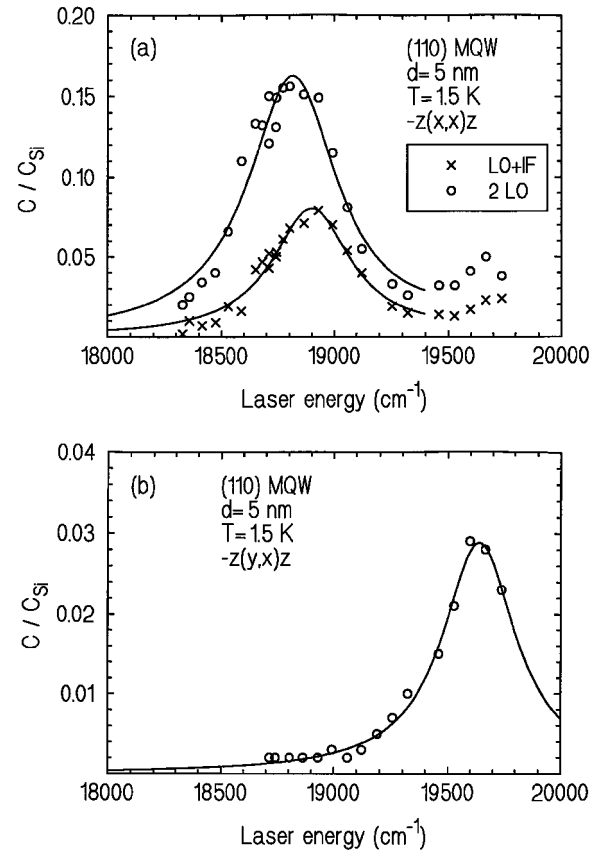 (a)
(110) MQW
d= 5 nm
T= 1.5 K
-z(x,x)z
× LO+IF
○ 2 LO
C / C_Si
0.20
0.15
0.10
0.05
18000 18500 19000 19500 20000
Laser energy (cm⁻¹)
(b)
(110) MQW
d= 5 nm
T= 1.5 K
-z(y,x)z
C / C_Si
0.04
0.03
0.02
0.01
18000 18500 19000 19500 20000
Laser energy (cm⁻¹)